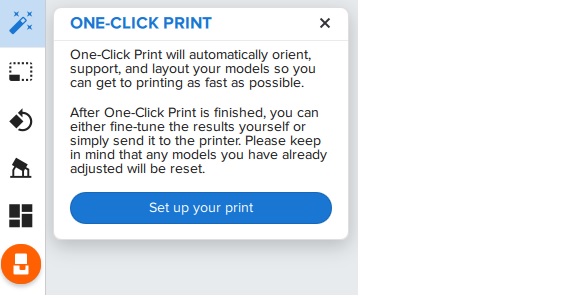 ONE-CLICK PRINT
One-Click Print will automatically orient,
support, and layout your models so you
can get to printing as fast as possible.
After One-Click Print is finished, you can
either fine-tune the results yourself or
simply send it to the printer. Please keep
in mind that any models you have already
adjusted will be reset.
Set up your print